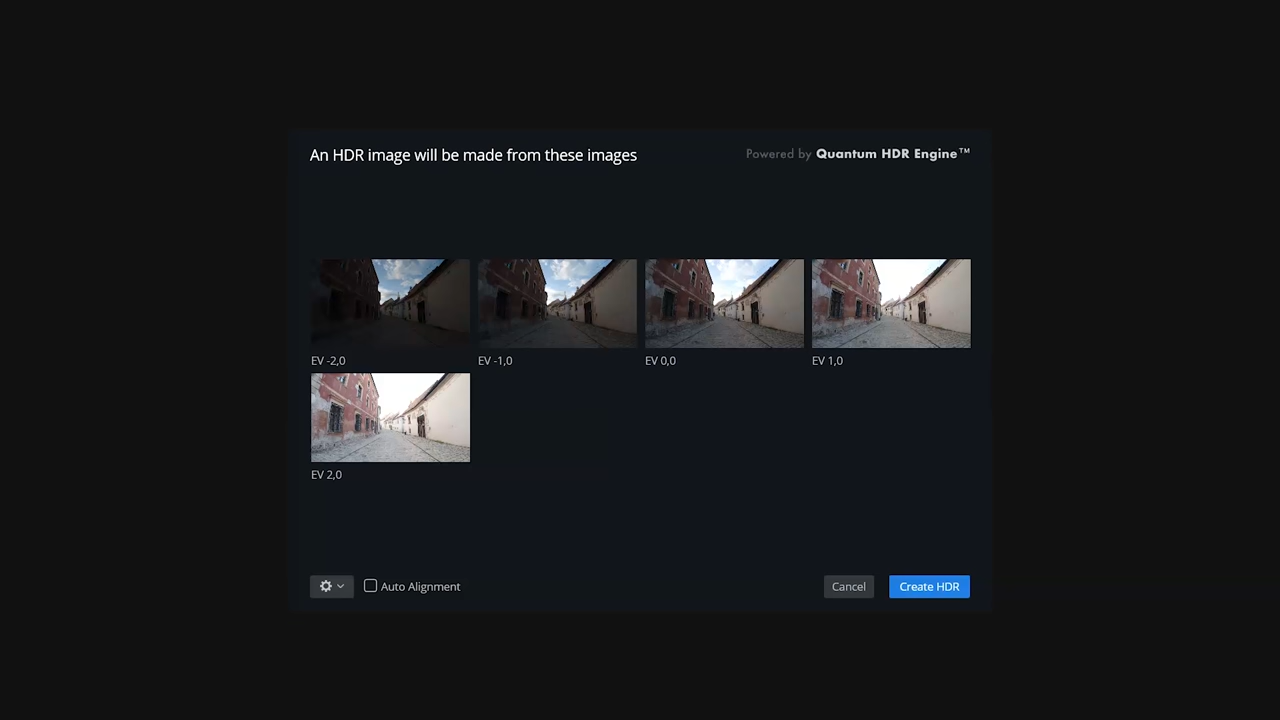 An HDR image will be made from these images
Powered by Quantum HDR Engine™
EV -2,0
EV -1,0
EV 0,0
EV 1,0
EV 2,0
Auto Alignment
Cancel
Create HDR